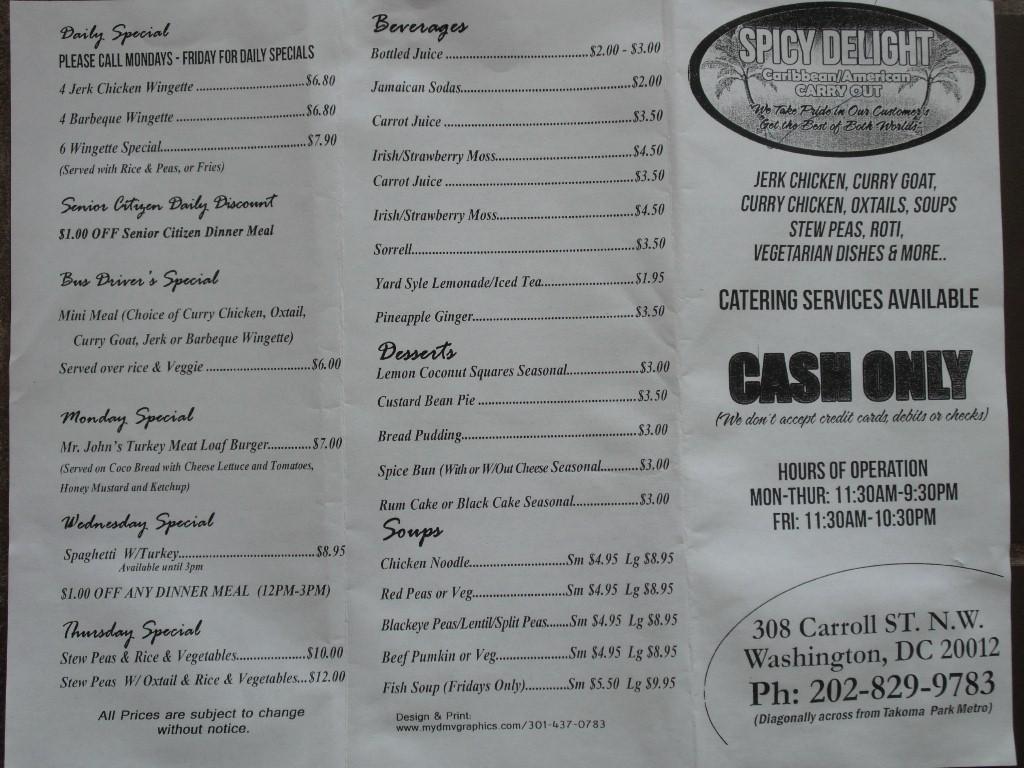 Daily Special
PLEASE CALL MONDAYS - FRIDAY FOR DAILY SPECIALS
4 Jerk Chicken Wingette ........................$6.80
4 Barbeque Wingette ............................$6.80
6 Wingette Special................................$7.90
(Served with Rice & Peas, or Fries)
Senior Citizen Daily Discount
$1.00 OFF Senior Citizen Dinner Meal
Bus Driver's Special
Mini Meal (Choice of Curry Chicken, Oxtail,
Curry Goat, Jerk or Barbeque Wingette)
Served over rice & Veggie ..............................$6.00
Monday Special
Mr. John's Turkey Meat Loaf Burger............$7.00
(Served on Coco Bread with Cheese Lettuce and Tomatoes,
Honey Mustard and Ketchup)
Wednesday Special
Spaghetti W/Turkey...............................$8.95
Available until 3pm
$1.00 OFF ANY DINNER MEAL (12PM-3PM)
Thursday Special
Stew Peas & Rice & Vegetables.....................$10.00
Stew Peas W/ Oxtail & Rice & Vegetables...$12.00
All Prices are subject to change
without notice.
Beverages
Bottled Juice ...................................$2.00 - $3.00
Jamaican Sodas.........................................$2.00
Carrot Juice .............................................$3.50
Irish/Strawberry Moss.................................$4.50
Carrot Juice .............................................$3.50
Irish/Strawberry Moss.................................$4.50
Sorrell.....................................................$3.50
Yard Syle Lemonade/Iced Tea......................$1.95
Pineapple Ginger.......................................$3.50
Desserts
Lemon Coconut Squares Seasonal.................$3.00
Custard Bean Pie .......................................$3.50
Bread Pudding..........................................$3.00
Spice Bun (With or W/Out Cheese Seasonal...........$3.00
Rum Cake or Black Cake Seasonal................$3.00
Soups
Chicken Noodle.......................Sm $4.95 Lg $8.95
Red Peas or Veg.......................Sm $4.95 Lg $8.95
Blackeye Peas/Lentil/Split Peas.......Sm $4.95 Lg $8.95
Beef Pumkin or Veg.................Sm $4.95 Lg $8.95
Fish Soup (Fridays Only)...........Sm $5.50 Lg $9.95
Design & Print:
www.mydmvgraphics.com/301-437-0783
SPICY DELIGHT
Caribbean/American
CARRY OUT
"We Take Pride in Our Customer's
Get the Best of Both Worlds"
JERK CHICKEN, CURRY GOAT,
CURRY CHICKEN, OXTAILS, SOUPS
STEW PEAS, ROTI,
VEGETARIAN DISHES & MORE..
CATERING SERVICES AVAILABLE
CASH ONLY
(We don't accept credit cards, debits or checks)
HOURS OF OPERATION
MON-THUR: 11:30AM-9:30PM
FRI: 11:30AM-10:30PM
308 Carroll ST. N.W.
Washington, DC 20012
Ph: 202-829-9783
(Diagonally across from Takoma Park Metro)